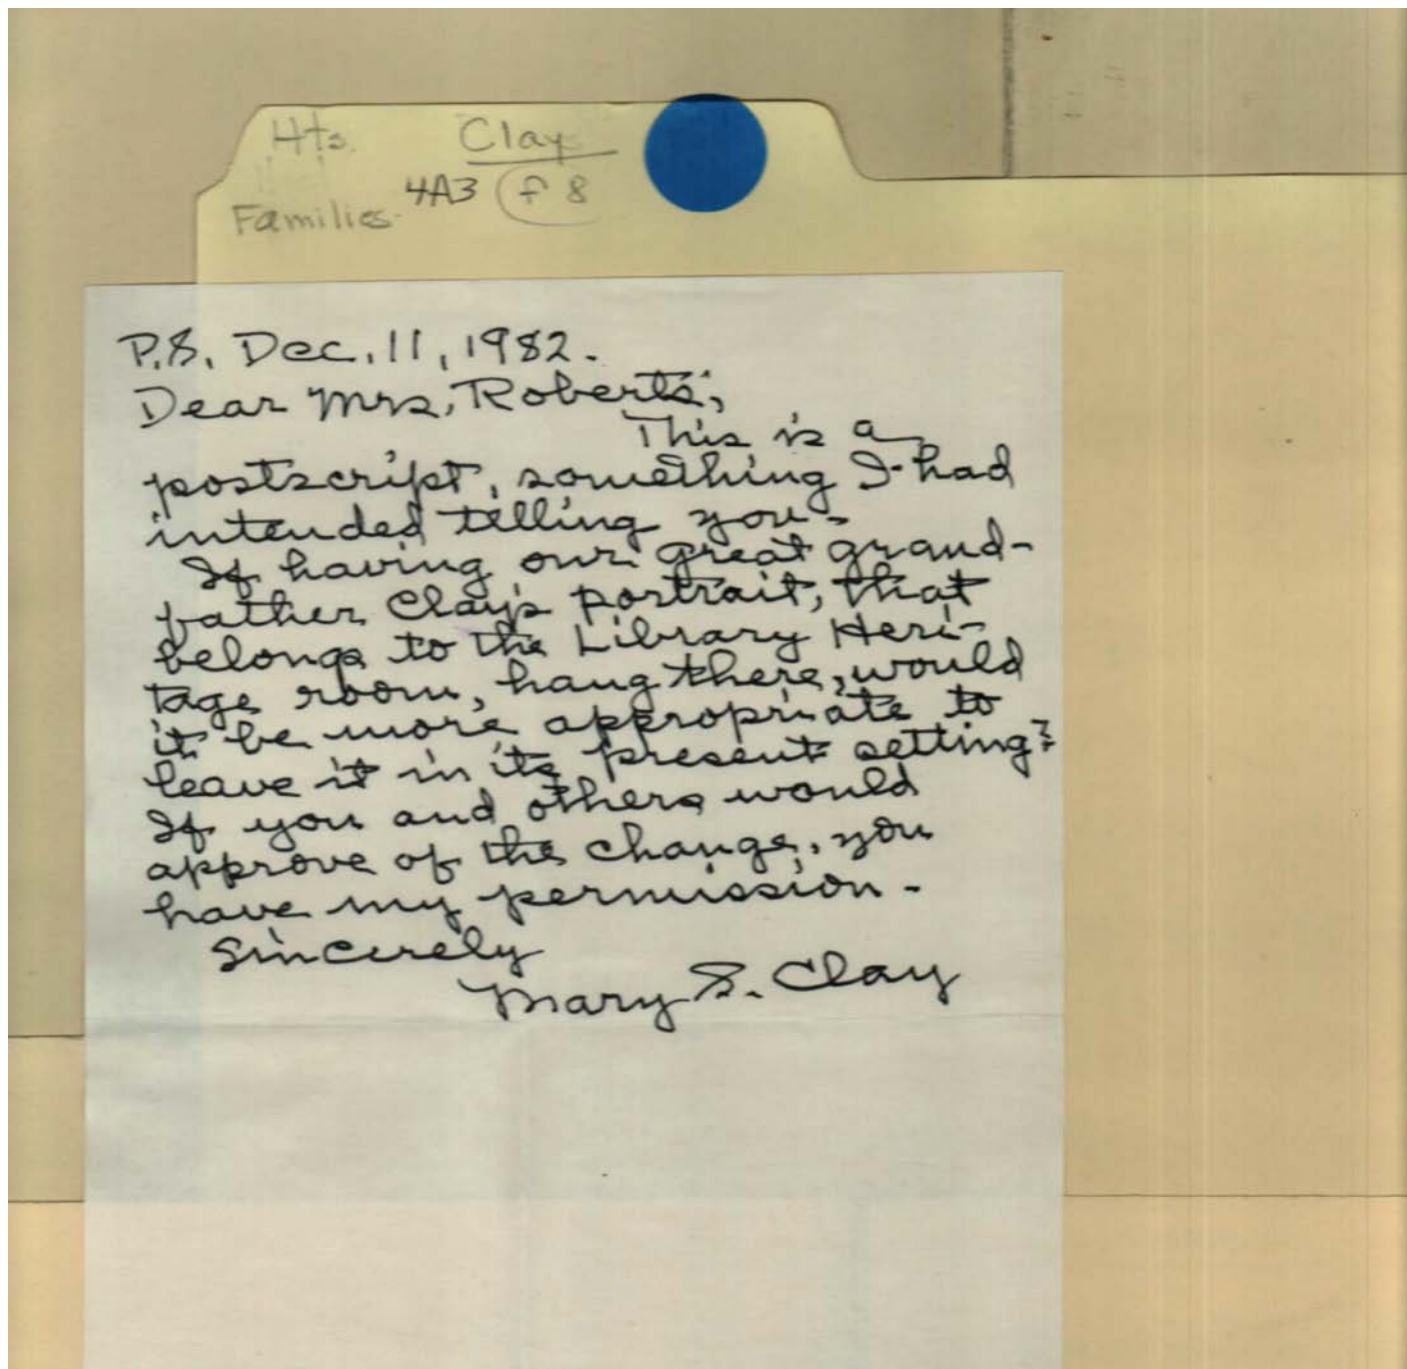 Hts. Clay
4A3 f 8
Families
P.S. Dec. 11, 1982.
Dear Mrs. Roberts;
This is a
postscript, something I had
intended telling you -
If having our great grand-
father Clay's portrait, that
belongs to the Library Heri-
tage room, hang there, would
it be more appropriate to
leave it in its present setting?
If you and others would
approve of the change, you
have my permission -
Sincerely
Mary S. Clay